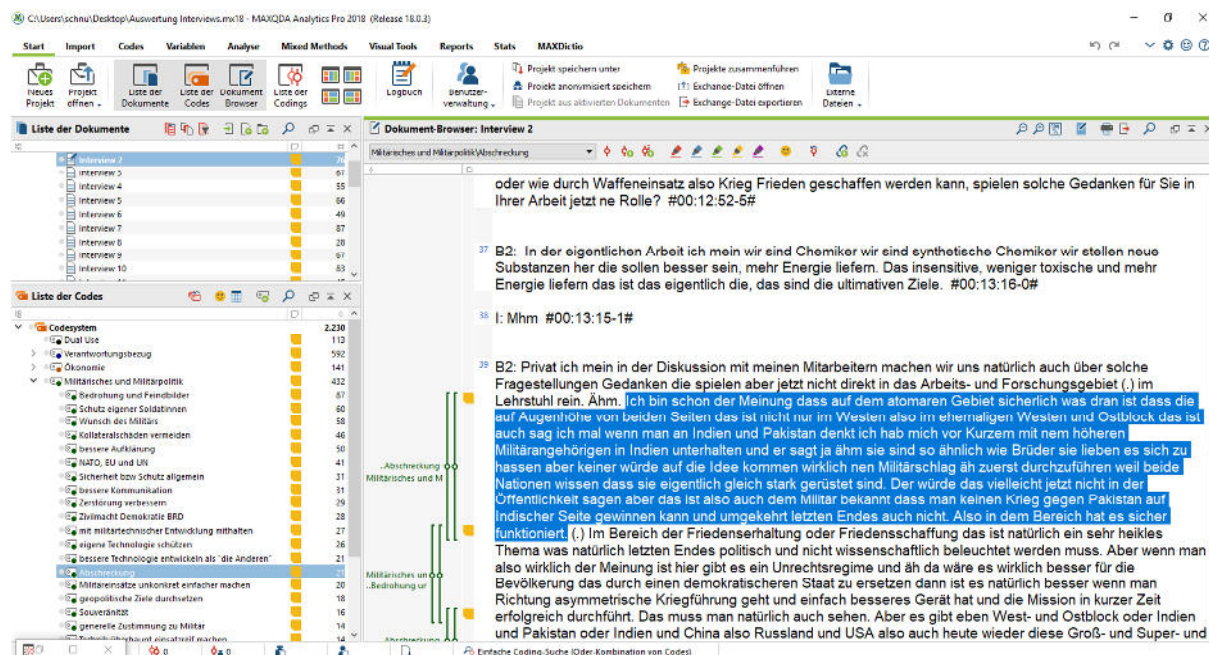 C:\Users\schnu\Desktop\Auswertung Interviews.mx18 - MAXQDA Analytics Pro 2018 (Release 18.0.3)
Start Import Codes Variablen Analyse Mixed Methods Visual Tools Reports Stats MAXDictio
Neues Projekt
Projekt öffnen
Liste der Dokumente
Liste der Codes
Dokument Browser
Liste der Codings
Logbuch
Benutzer-verwaltung
Projekt speichern unter
Projekt anonymisiert speichern
Projekt aus aktivierten Dokumenten
Projekte zusammenführen
Exchange-Datei öffnen
Exchange-Datei exportieren
Externe Dateien
Liste der Dokumente
Interview 2 76
Interview 3 67
Interview 4 55
Interview 5 66
Interview 6 49
Interview 7 87
Interview 8 28
Interview 9 67
Interview 10 83
Liste der Codes
Codesystem 2.230
Dual Use 113
Verantwortungsbezug 592
Ökonomie 141
Militärisches und Militärpolitik 432
Bedrohung und Feindbilder 87
Schutz eigener Soldatinnen 60
Wunsch des Militärs 58
Kollateralschäden vermeiden 46
bessere Aufklärung 50
NATO, EU und UN 41
Sicherheit bzw Schutz allgemein 31
bessere Kommunikation 31
Zerstörung verbessern 29
Zivilmacht Demokratie BRD 28
mit militärtechnischer Entwicklung mithalten 27
eigene Technologie schützen 26
bessere Technologie entwickeln als "die Anderen" 21
Abschreckung 21
Militäreinsätze unkonkret einfacher machen 20
geopolitische Ziele durchsetzen 18
Souveränität 16
generelle Zustimmung zu Militär 14
Technik überhaupt einsatzreif machen 14
Dokument-Browser: Interview 2
Militärisches und Militärpolitik\Abschreckung
..Abschreckung
Militärisches und M
Militärisches un
..Bedrohung ur
Abschreckung
oder wie durch Waffeneinsatz also Krieg Frieden geschaffen werden kann, spielen solche Gedanken für Sie in
Ihrer Arbeit jetzt ne Rolle? #00:12:52-5#
37 B2: In der eigentlichen Arbeit ich mein wir sind Chemiker wir sind synthetische Chemiker wir stellen neue
Substanzen her die sollen besser sein, mehr Energie liefern. Das insensitive, weniger toxische und mehr
Energie liefern das ist das eigentlich die, das sind die ultimativen Ziele. #00:13:16-0#
38 I: Mhm #00:13:15-1#
39 B2: Privat ich mein in der Diskussion mit meinen Mitarbeitern machen wir uns natürlich auch über solche
Fragestellungen Gedanken die spielen aber jetzt nicht direkt in das Arbeits- und Forschungsgebiet (.) im
Lehrstuhl rein. Ähm. Ich bin schon der Meinung dass auf dem atomaren Gebiet sicherlich was dran ist dass die
auf Augenhöhe von beiden Seiten das ist nicht nur im Westen also im ehemaligen Westen und Ostblock das ist
auch sag ich mal wenn man an Indien und Pakistan denkt ich hab mich vor Kurzem mit nem höheren
Militärangehörigen in Indien unterhalten und er sagt ja ähm sie sind so ähnlich wie Brüder sie lieben es sich zu
hassen aber keiner würde auf die Idee kommen wirklich nen Militärschlag äh zuerst durchzuführen weil beide
Nationen wissen dass sie eigentlich gleich stark gerüstet sind. Der würde das vielleicht jetzt nicht in der
Öffentlichkeit sagen aber das ist also auch dem Militär bekannt dass man keinen Krieg gegen Pakistan auf
Indischer Seite gewinnen kann und umgekehrt letzten Endes auch nicht. Also in dem Bereich hat es sicher
funktioniert. (.) Im Bereich der Friedenserhaltung oder Friedensschaffung das ist natürlich ein sehr heikles
Thema was natürlich letzten Endes politisch und nicht wissenschaftlich beleuchtet werden muss. Aber wenn man
also wirklich der Meinung ist hier gibt es ein Unrechtsregime und äh da wäre es wirklich besser für die
Bevölkerung das durch einen demokratischeren Staat zu ersetzen dann ist es natürlich besser wenn man
Richtung asymmetrische Kriegführung geht und einfach besseres Gerät hat und die Mission in kurzer Zeit
erfolgreich durchführt. Das muss man natürlich auch sehen. Aber es gibt eben West- und Ostblock oder Indien
und Pakistan oder Indien und China also Russland und USA also auch heute wieder diese Groß- und Super- und
0
0
Einfache Coding-Suche (Oder-Kombination von Codes)